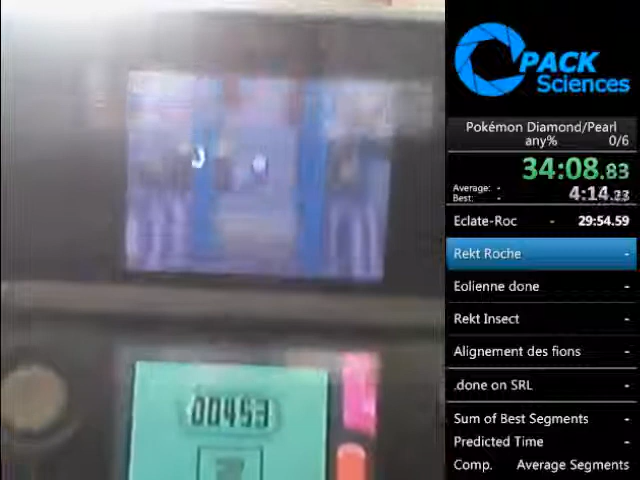 PACK
Sciences
Pokémon Diamond/Pearl
any% 0/6
34:08.83
Average: -
Best: - 4:14.23
Eclate-Roc - 29:54.59
Rekt Roche -
Eolienne done -
Rekt Insect -
Alignement des fions -
.done on SRL -
Sum of Best Segments -
Predicted Time -
Comp. Average Segments
00453